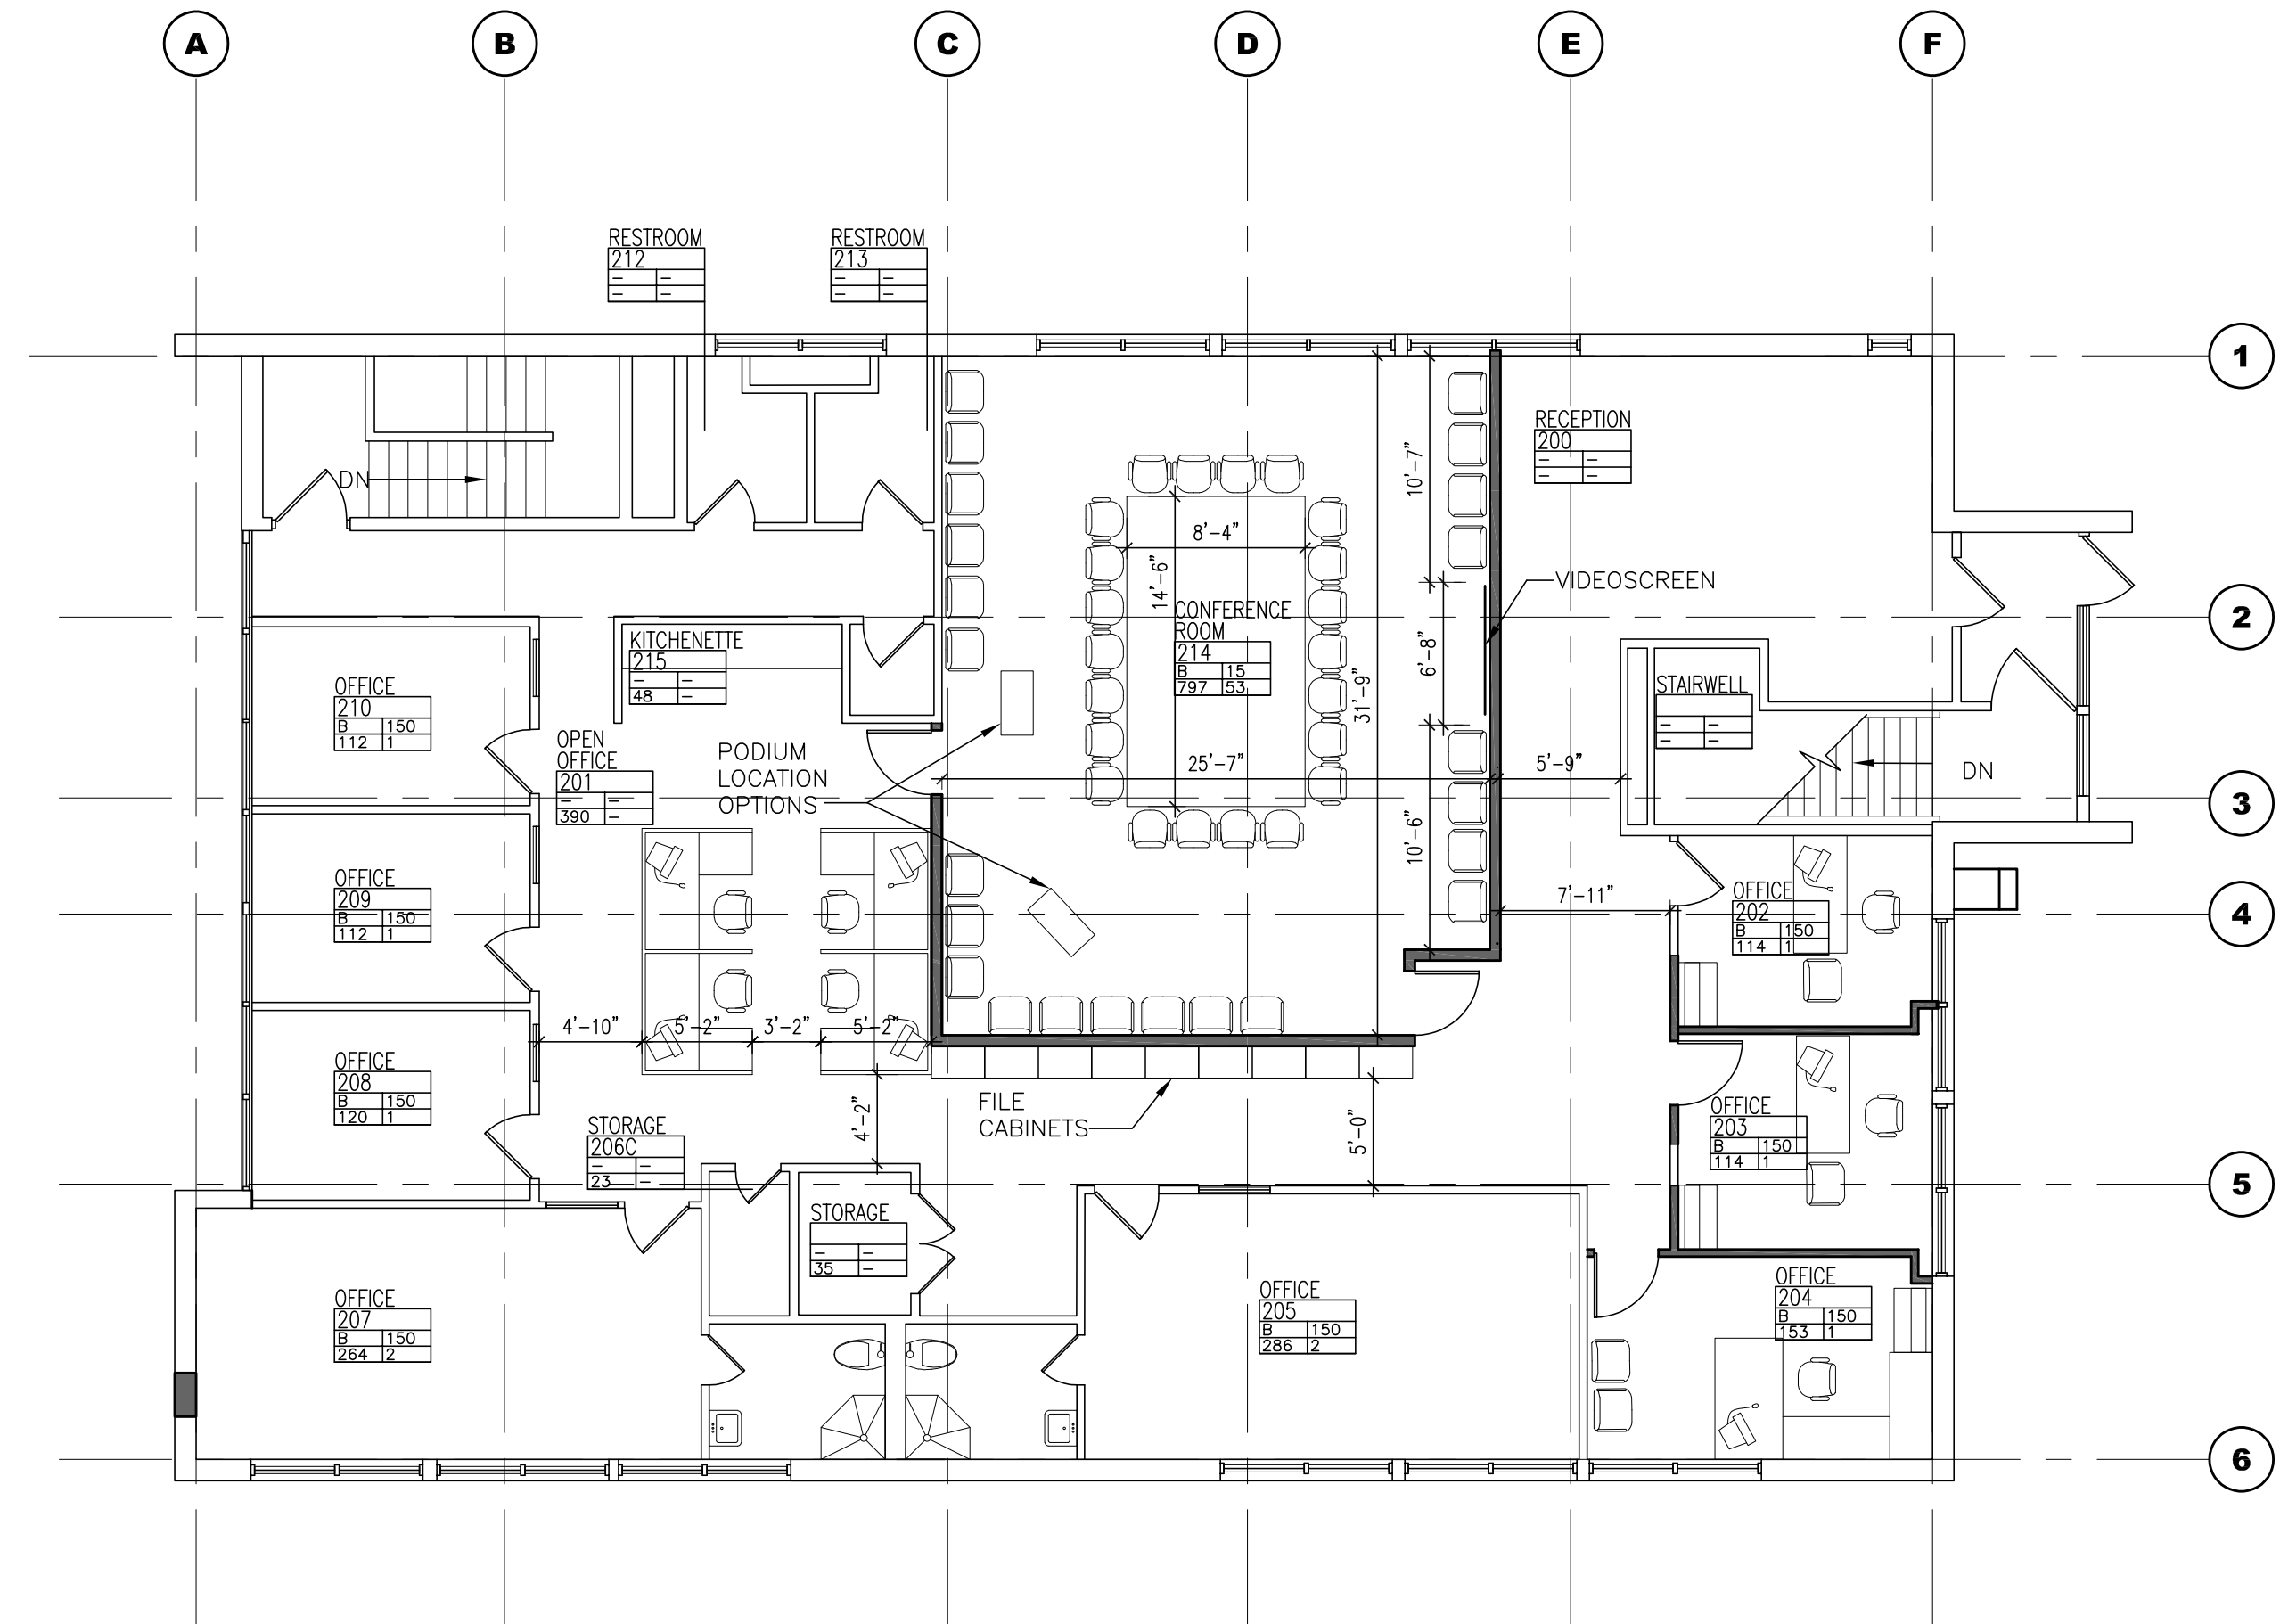 A
B
C
D
E
F
1
2
3
4
5
6
RESTROOM
212
– –
– –
RESTROOM
213
– –
– –
DN
RECEPTION
200
– –
– –
10'-7"
8'-4"
14'-6"
VIDEOSCREEN
CONFERENCE
ROOM
214
B 15
797 53
6'-8"
31'-9"
KITCHENETTE
215
– –
48 –
OFFICE
210
B 150
112 1
STAIRWELL
– –
– –
OPEN
OFFICE
201
– –
390 –
PODIUM
LOCATION
OPTIONS
25'-7"
5'-9"
DN
10'-6"
OFFICE
209
B 150
112 1
7'-11"
OFFICE
202
B 150
114 1
4'-10"
5'-2"
3'-2"
5'-2"
OFFICE
208
B 150
120 1
4'-2"
FILE
CABINETS
5'-0"
OFFICE
203
B 150
114 1
STORAGE
206C
– –
23 –
STORAGE
– –
35 –
OFFICE
207
B 150
264 2
OFFICE
205
B 150
286 2
OFFICE
204
B 150
153 1